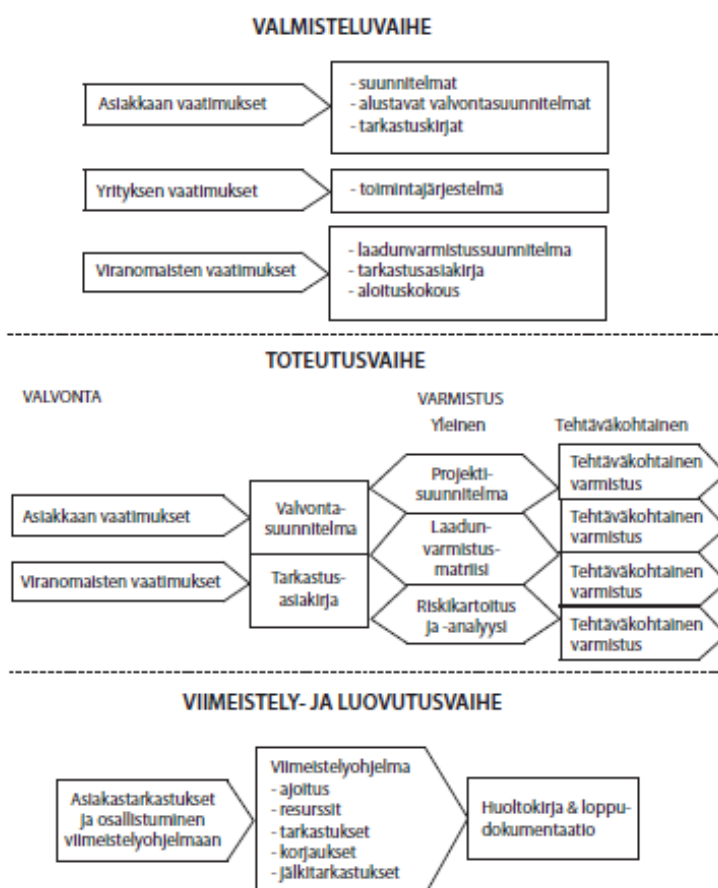 VALMISTELUVAIHE
Asiakkaan vaatimukset
- suunnitelmat
- alustavat valvontasuunnitelmat
- tarkastuskirjat
Yrityksen vaatimukset
- toimintajärjestelmä
Viranomaisten vaatimukset
- laadunvarmistussuunnitelma
- tarkastusasiakirja
- aloituskokous
TOTEUTUSVAIHE
VALVONTA
VARMISTUS
Yleinen
Tehtäväkohtainen
Asiakkaan vaatimukset
Viranomaisten vaatimukset
Valvonta-
suunnitelma
Tarkastus-
asiakirja
Projekti-
suunnitelma
Laadun-
varmistus-
matriisi
Riskikartoitus
ja -analyysi
Tehtäväkohtainen
varmistus
Tehtäväkohtainen
varmistus
Tehtäväkohtainen
varmistus
Tehtäväkohtainen
varmistus
VIIMEISTELY- JA LUOVUTUSVAIHE
Asiakastarkastukset
ja osallistuminen
viimeistelyohjelmaan
Viimeistelyohjelma
- ajoitus
- resurssit
- tarkastukset
- korjaukset
- jälkitarkastukset
Huoltokirja & loppu-
dokumentaatio